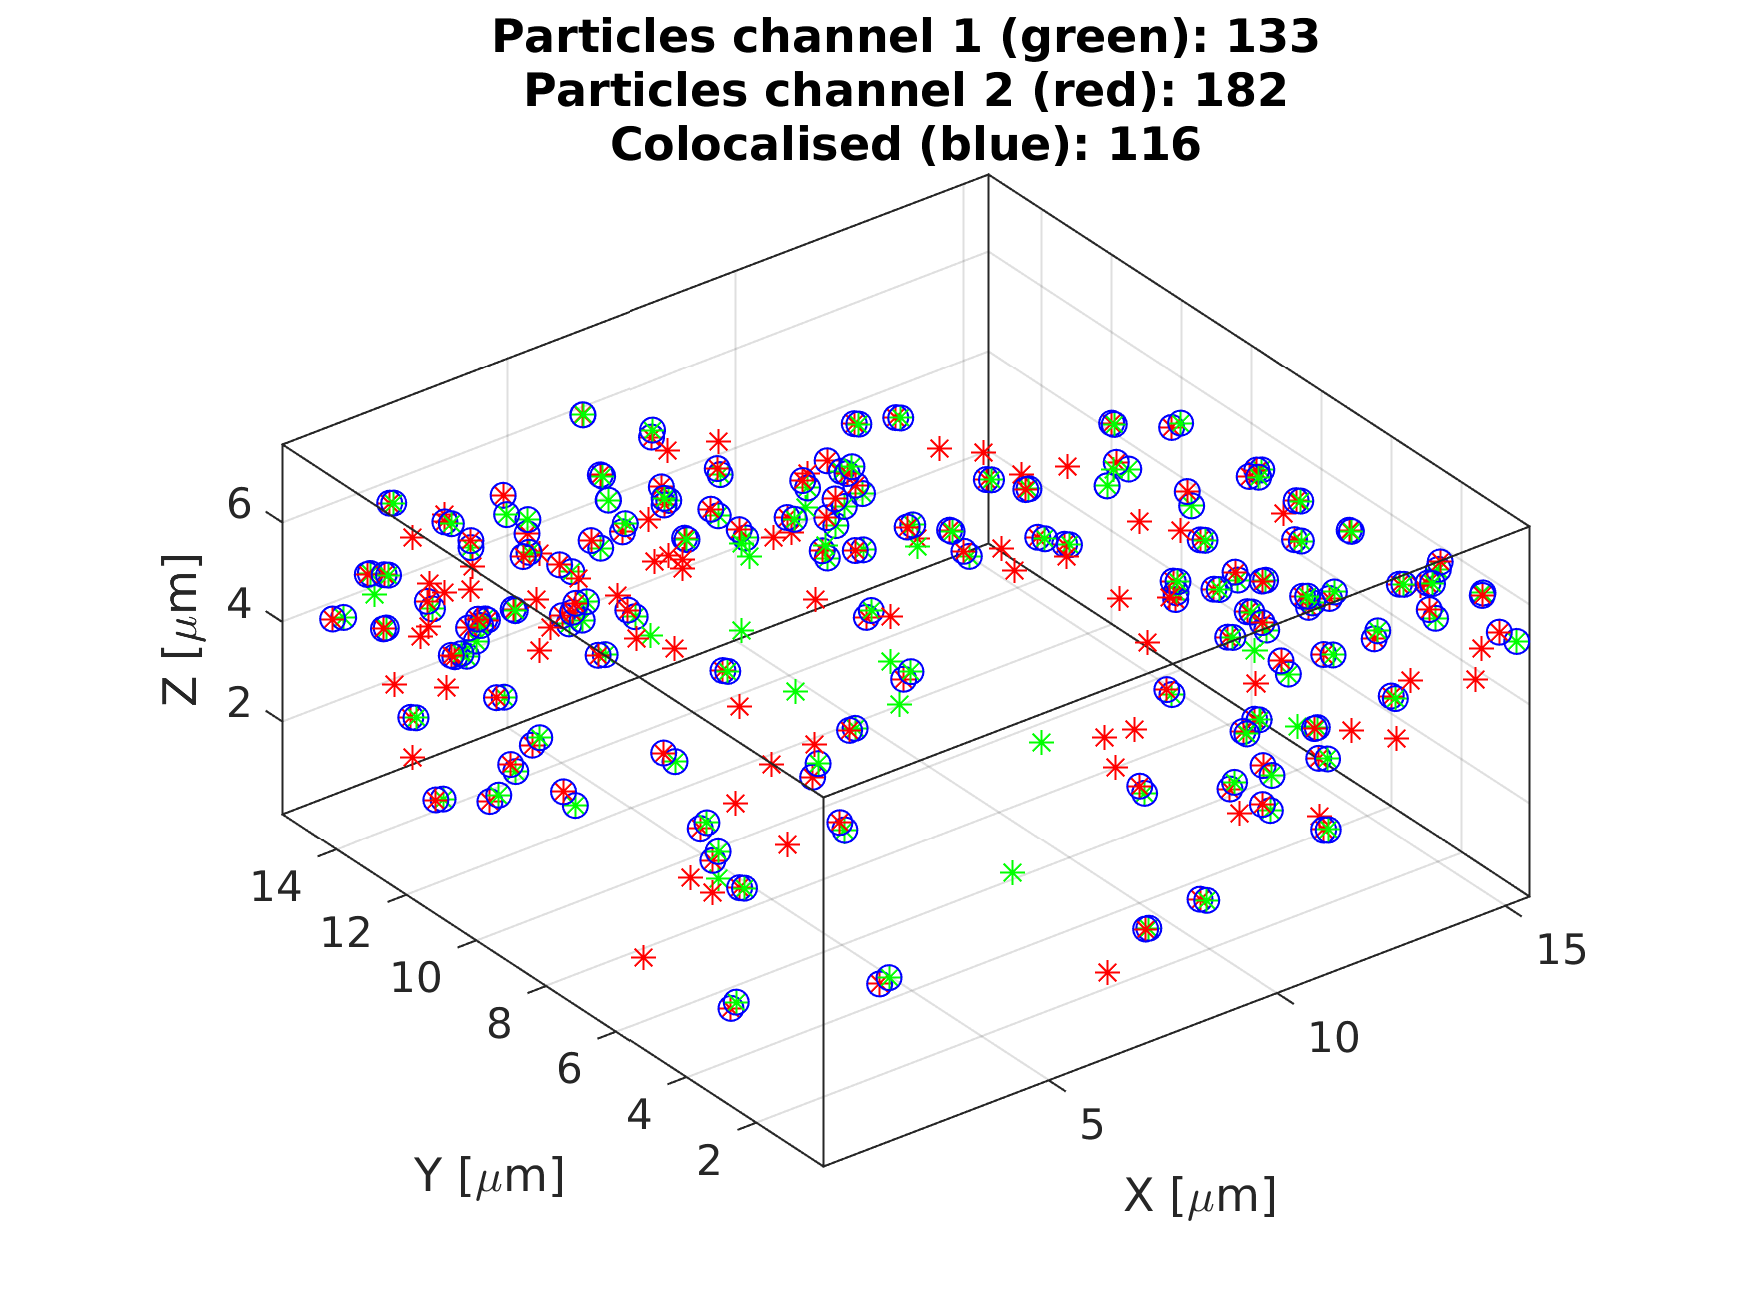 Particles channel 1 (green): 133
Particles channel 2 (red): 182
Colocalised (blue): 116
6
4
2
Z [μm]
14
12
10
8
6
4
2
Y [μm]
5
10
15
X [μm]